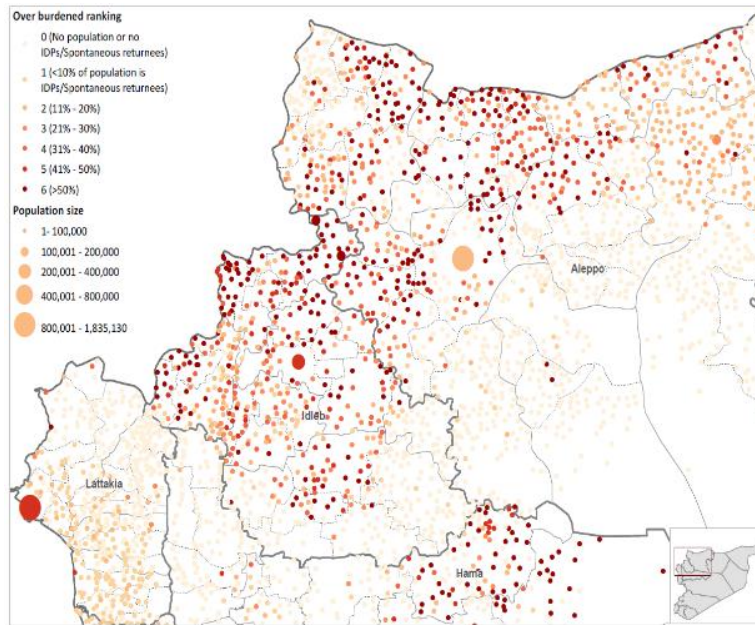 Over burdened ranking
0 (No population or no
IDPs/Spontaneous returnees)
1 (<10% of population is
IDPs/Spontaneous returnees)
2 (11% - 20%)
3 (21% - 30%)
4 (31% - 40%)
5 (41% - 50%)
6 (>50%)
Population size
1- 100,000
100,001 - 200,000
200,001 - 400,000
400,001 - 800,000
800,001 - 1,835,130
Aleppo
Idleb
Lattakia
Hama